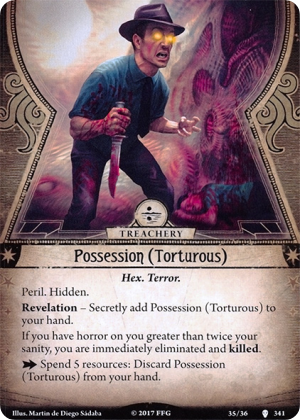 TREACHERY
Possession (Torturous)
Hex. Terror.
Peril. Hidden.
Revelation – Secretly add Possession (Torturous) to
your hand.
If you have horror on you greater than twice your
sanity, you are immediately eliminated and killed.
Spend 5 resources: Discard Possession
(Torturous) from your hand.
Illus. Martin de Diego Sádaba © 2017 FFG 35/36 341